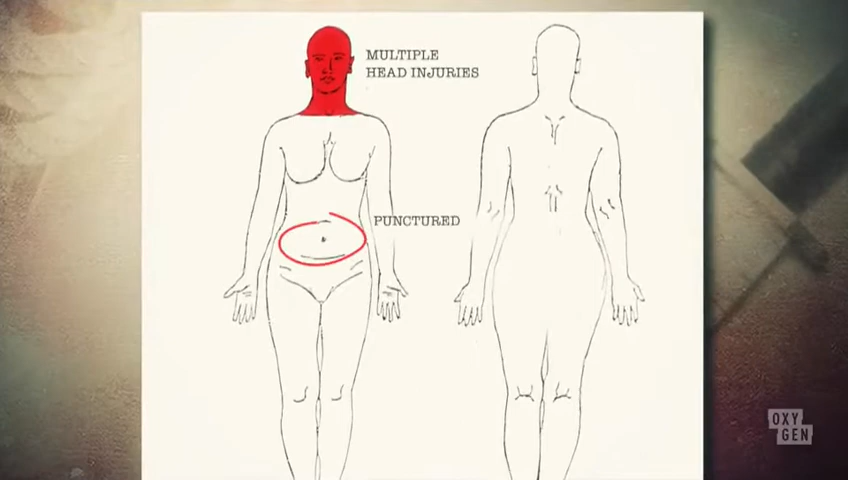 MULTIPLE
HEAD INJURIES
PUNCTURED
OXY
GEN